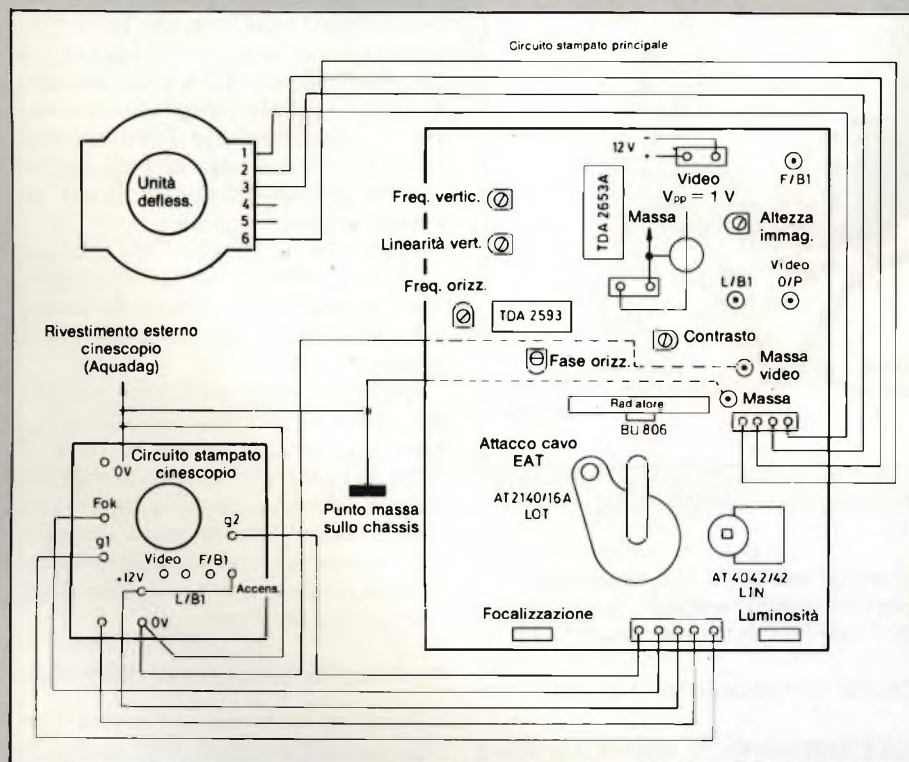 Circuito stampato principale
Unità
defless.
1
2
3
4
5
6
12 V
+
-
Video
Vpp = 1 V
F/B1
TDA 2653A
Massa
Freq. vertic.
Altezza
immag.
Linearità vert.
Video
O/P
L/B1
Freq. orizz.
TDA 2593
Contrasto
Fase orizz.
Massa
video
Massa
Radiatore
BU 806
Rivestimento esterno
cinescopio
(Aquadag)
Attacco cavo
EAT
AT2140/16A
LOT
AT 4042/42
LIN
Punto massa
sullo chassis
Circuito stampato
cinescopio
0V
Fok
g1
g2
Video
F/B1
+12V
L/B1
Accens.
0V
Focalizzazione
Luminosità